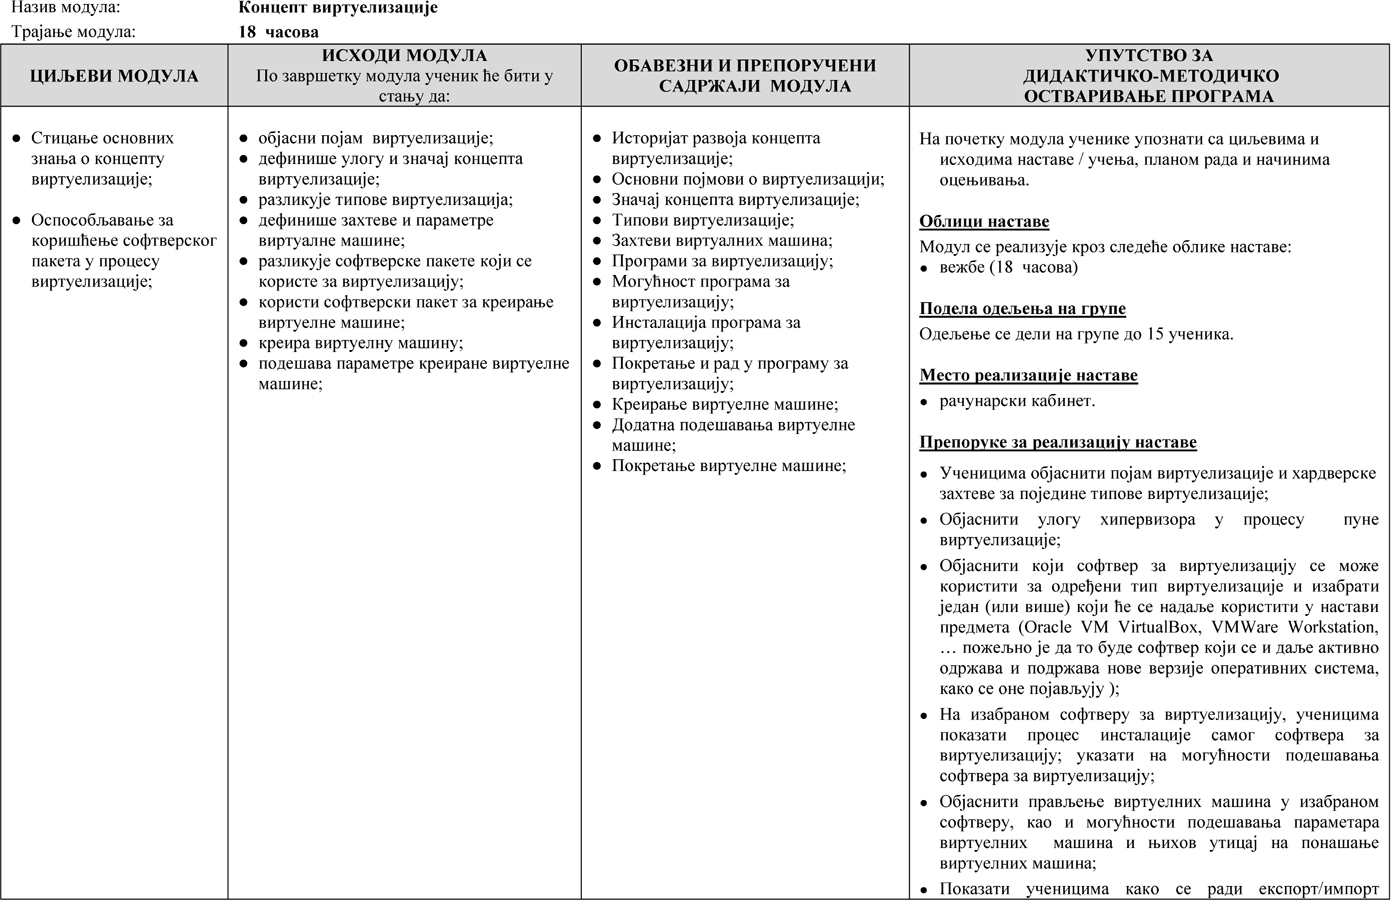 Назив модула: Концепт виртуелизације
Трајање модула: 18 часова
ЦИЉЕВИ МОДУЛА
ИСХОДИ МОДУЛА
По завршетку модула ученик ће бити у
стању да:
ОБАВЕЗНИ И ПРЕПОРУЧЕНИ
САДРЖАЈИ МОДУЛА
УПУТСТВО ЗА
ДИДАКТИЧКО-МЕТОДИЧКО
ОСТВАРИВАЊЕ ПРОГРАМА
● Стицање основних
знања о концепту
виртуелизације;
● Оспособљавање за
коришћење софтверског
пакета у процесу
виртуелизације;
● објасни појам виртуелизације;
● дефинише улогу и значај концепта
виртуелизације;
● разликује типове виртуелизација;
● дефинише захтеве и параметре
виртуалне машине;
● разликује софтверске пакете који се
користе за виртуелизацију;
● користи софтверски пакет за креирање
виртуелне машине;
● креира виртуелну машину;
● подешава параметре креиране виртуелне
машине;
● Историјат развоја концепта
виртуелизације;
● Основни појмови о виртуелизацији;
● Значај концепта виртуелизације;
● Типови виртуелизације;
● Захтеви виртуалних машина;
● Програми за виртуелизацију;
● Могућност програма за
виртуелизацију;
● Инсталација програма за
виртуелизацију;
● Покретање и рад у програму за
виртуелизацију;
● Креирање виртуелне машине;
● Додатна подешавања виртуелне
машине;
● Покретање виртуелне машине;
На почетку модула ученике упознати са циљевима и
исходима наставе / учења, планом рада и начинима
оцењивања.
Облици наставе
Модул се реализује кроз следеће облике наставе:
● вежбе (18 часова)
Подела одељења на групе
Одељење се дели на групе до 15 ученика.
Место реализације наставе
● рачунарски кабинет.
Препоруке за реализацију наставе
● Ученицима објаснити појам виртуелизације и хардверске
захтеве за поједине типове виртуелизације;
● Објаснити улогу хипервизора у процесу пуне
виртуелизације;
● Објаснити који софтвер за виртуелизацију се може
користити за одређени тип виртуелизације и изабрати
један (или више) који ће се надаље користити у настави
предмета (Oracle VM VirtualBox, VMWare Workstation,
… пожељно је да то буде софтвер који се и даље активно
одржава и подржава нове верзије оперативних система,
како се оне појављују );
● На изабраном софтверу за виртуелизацију, ученицима
показати процес инсталације самог софтвера за
виртуелизацију; указати на могућности подешавања
софтвера за виртуелизацију;
● Објаснити прављење виртуелних машина у изабраном
софтверу, као и могућности подешавања параметара
виртуелних машина и њихов утицај на понашање
виртуелних машина;
● Показати ученицима како се ради експорт/импорт